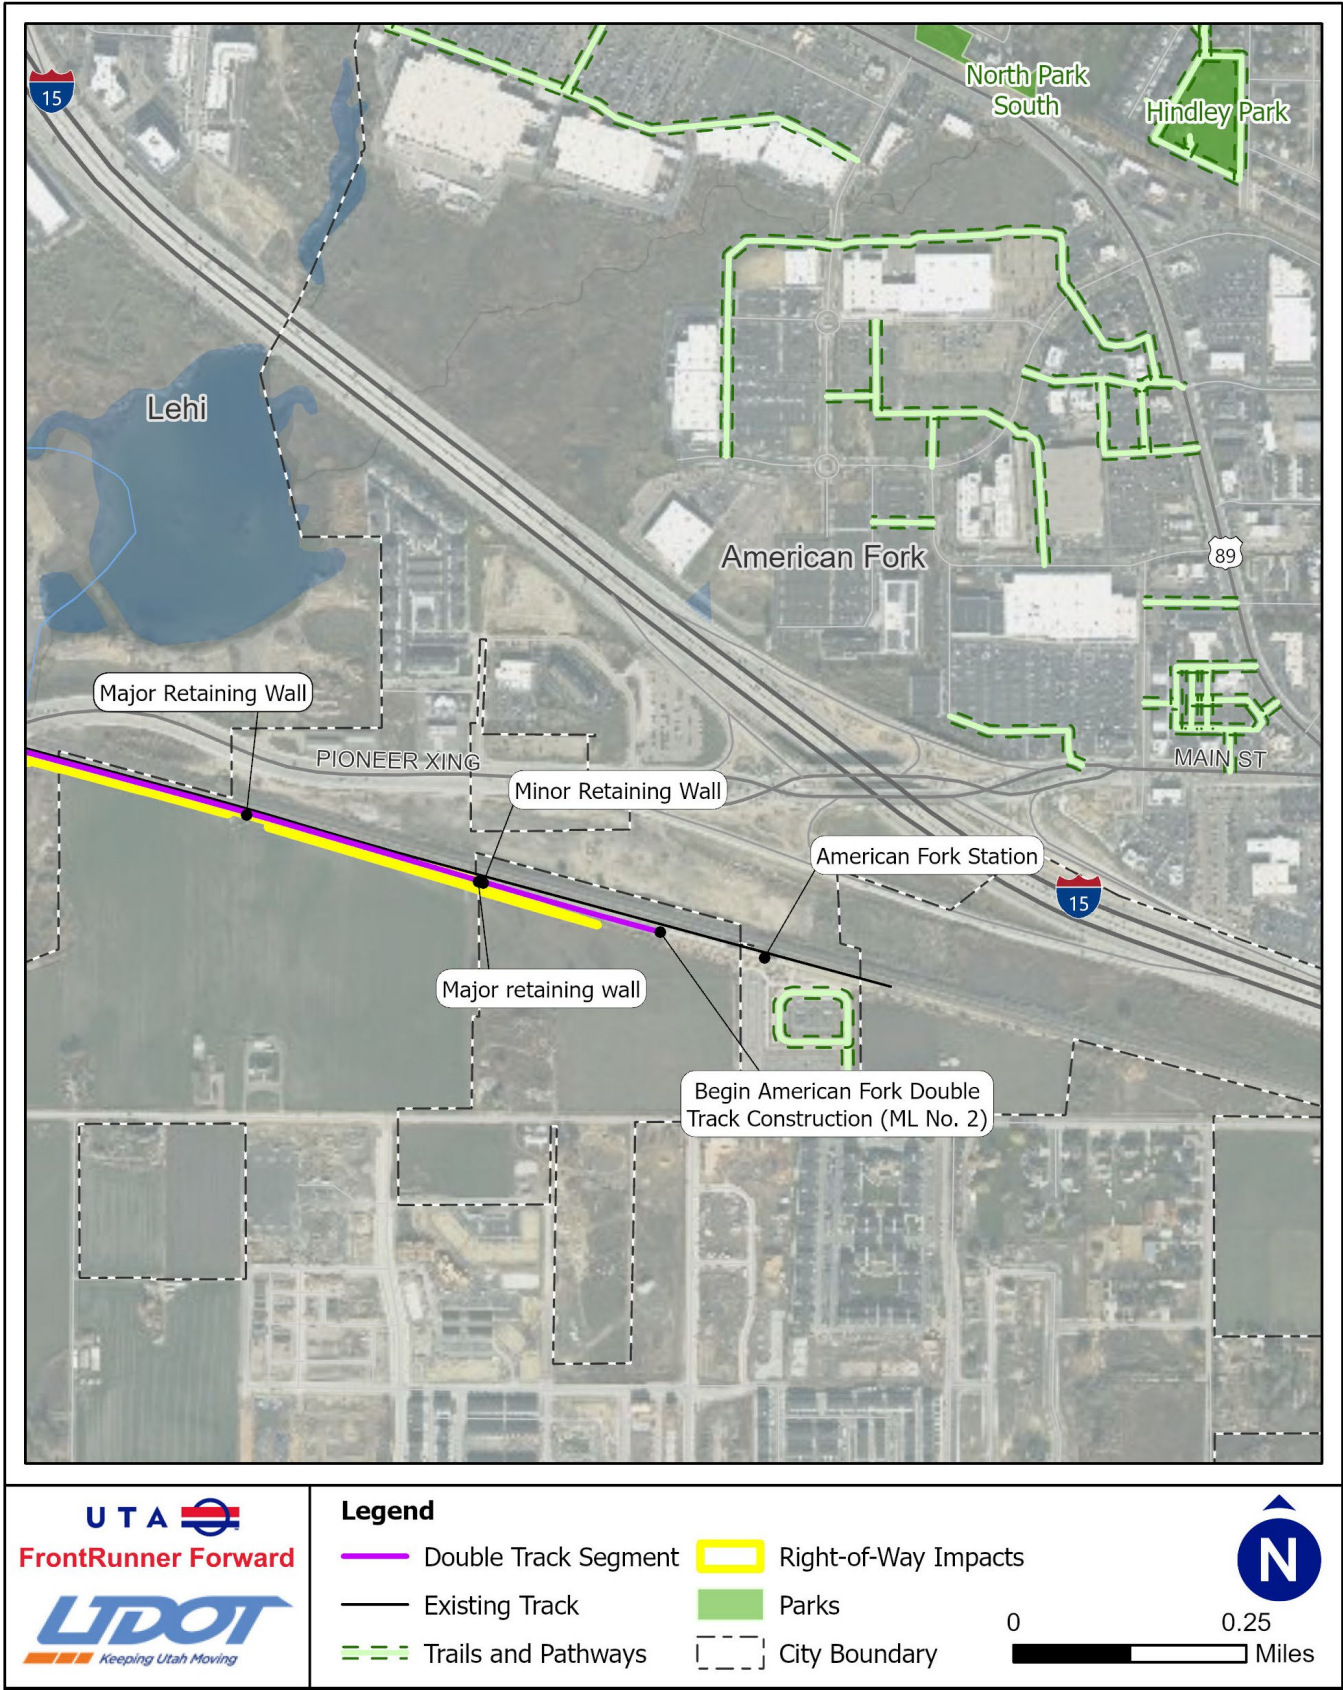 15
North Park
South
Hindley Park
Lehi
American Fork
89
Major Retaining Wall
PIONEER XING
MAIN ST
Minor Retaining Wall
American Fork Station
15
Major retaining wall
Begin American Fork Double
Track Construction (ML No. 2)
UTA
FrontRunner Forward
UDOT
Keeping Utah Moving
Legend
Double Track Segment
Existing Track
Trails and Pathways
Right-of-Way Impacts
Parks
City Boundary
N
0 0.25
Miles